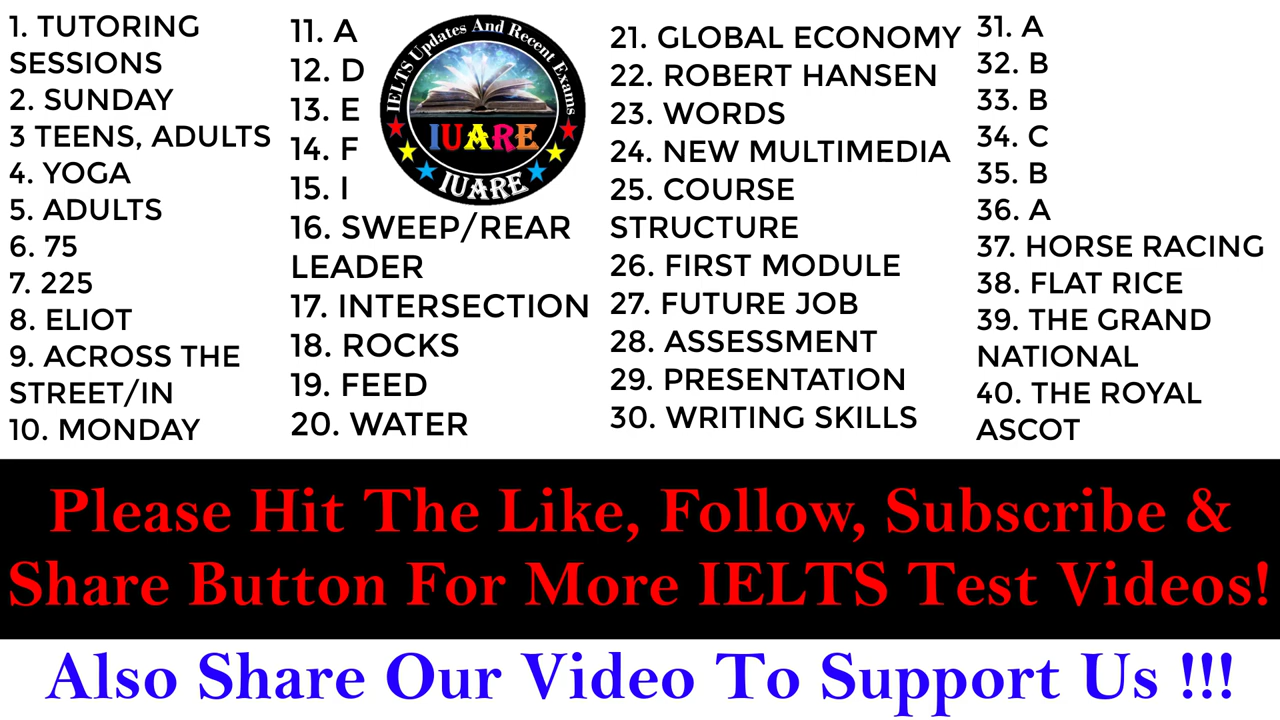 1. TUTORING
SESSIONS
2. SUNDAY
3 TEENS, ADULTS
4. YOGA
5. ADULTS
6. 75
7. 225
8. ELIOT
9. ACROSS THE
STREET/IN
10. MONDAY
11. A
12. D
13. E
14. F
15. I
16. SWEEP/REAR
LEADER
17. INTERSECTION
18. ROCKS
19. FEED
20. WATER
IELTS Updates And Recent Exams
IUARE
IUARE
21. GLOBAL ECONOMY
22. ROBERT HANSEN
23. WORDS
24. NEW MULTIMEDIA
25. COURSE
STRUCTURE
26. FIRST MODULE
27. FUTURE JOB
28. ASSESSMENT
29. PRESENTATION
30. WRITING SKILLS
31. A
32. B
33. B
34. C
35. B
36. A
37. HORSE RACING
38. FLAT RICE
39. THE GRAND
NATIONAL
40. THE ROYAL
ASCOT
Please Hit The Like, Follow, Subscribe &
Share Button For More IELTS Test Videos!
Also Share Our Video To Support Us !!!